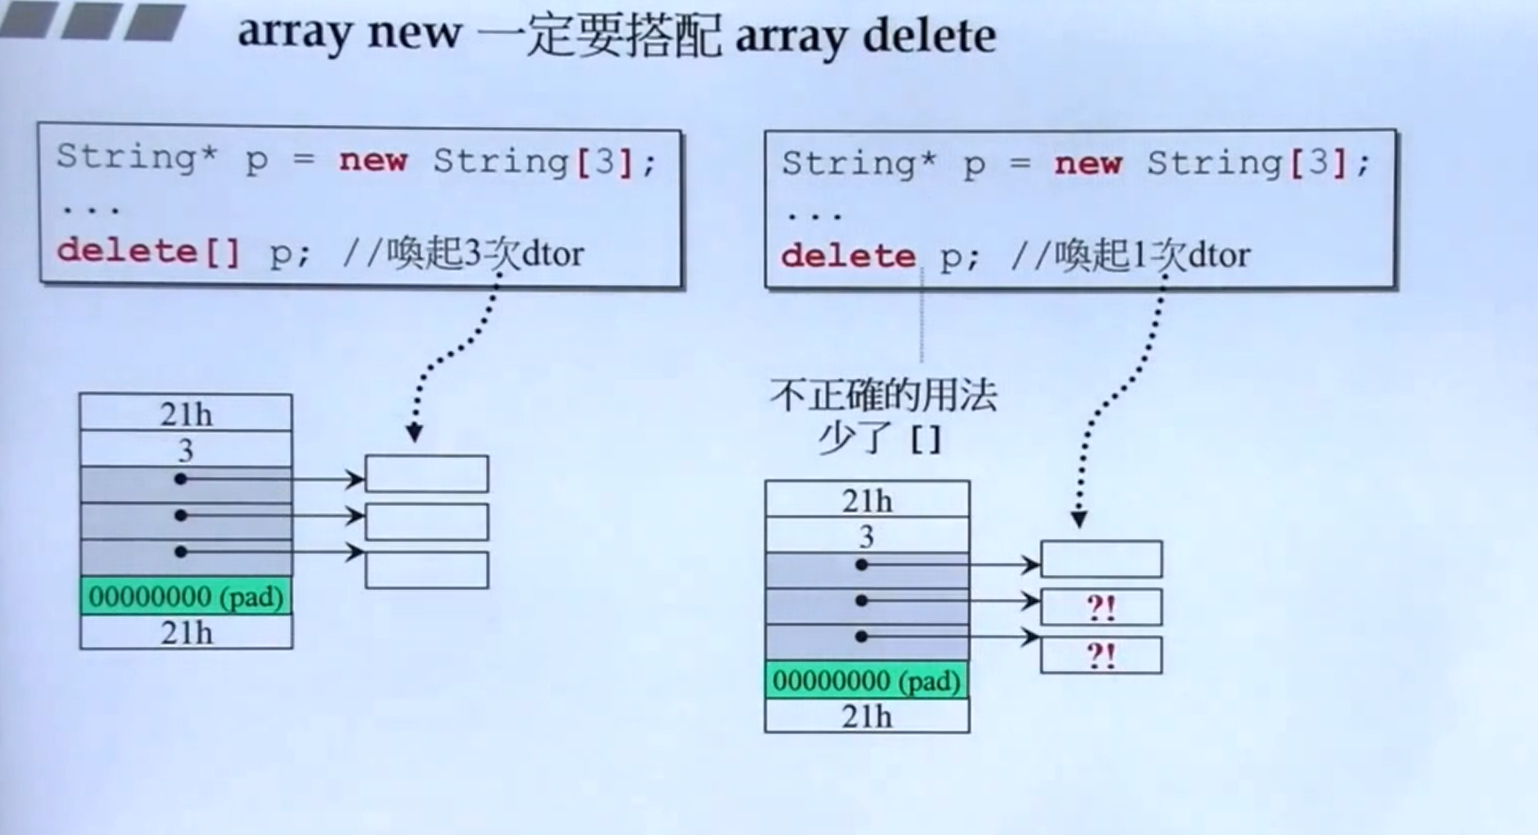 array new 一定要搭配 array delete
String* p = new String[3];
...
delete[] p; //喚起3次dtor
21h
3
00000000 (pad)
21h
String* p = new String[3];
...
delete p; //喚起1次dtor
不正確的用法
少了 []
21h
3
?!
?!
00000000 (pad)
21h